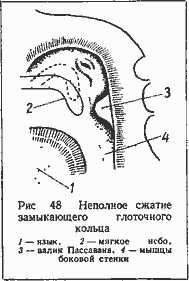 2
3
4
1
Рис 48 Неполное сжатие
замыкающего глоточного
кольца
1 — язык, 2 — мягкое небо,
3 — валик Пассавана, 4 — мышцы
боковой стенки